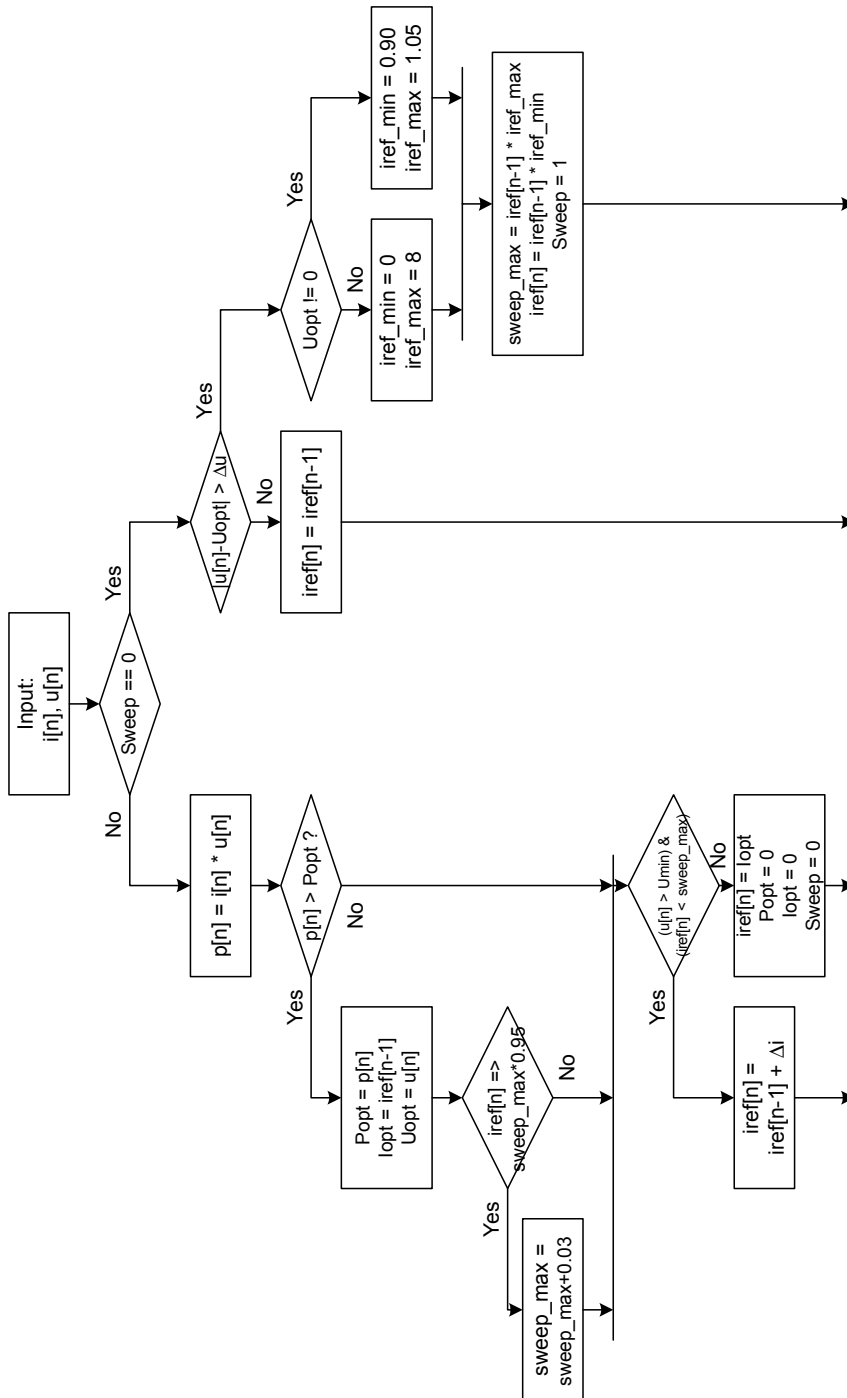 Input:
i[n], u[n]
Sweep == 0
No
Yes
p[n] = i[n] * u[n]
p[n] > Popt ?
Yes
No
Popt = p[n]
Iopt = iref[n-1]
Uopt = u[n]
iref[n] =>
sweep_max*0.95
Yes
No
sweep_max =
sweep_max+0.03
(u[n] > Umin) &
(iref[n] < sweep_max)
Yes
No
iref[n] =
iref[n-1] + Δi
iref[n] = Iopt
Popt = 0
Iopt = 0
Sweep = 0
|u[n]-Uopt| > Δu
Yes
No
iref[n] = iref[n-1]
Uopt != 0
Yes
No
iref_min = 0
iref_max = 8
iref_min = 0.90
iref_max = 1.05
sweep_max = iref[n-1] * iref_max
iref[n] = iref[n-1] * iref_min
Sweep = 1